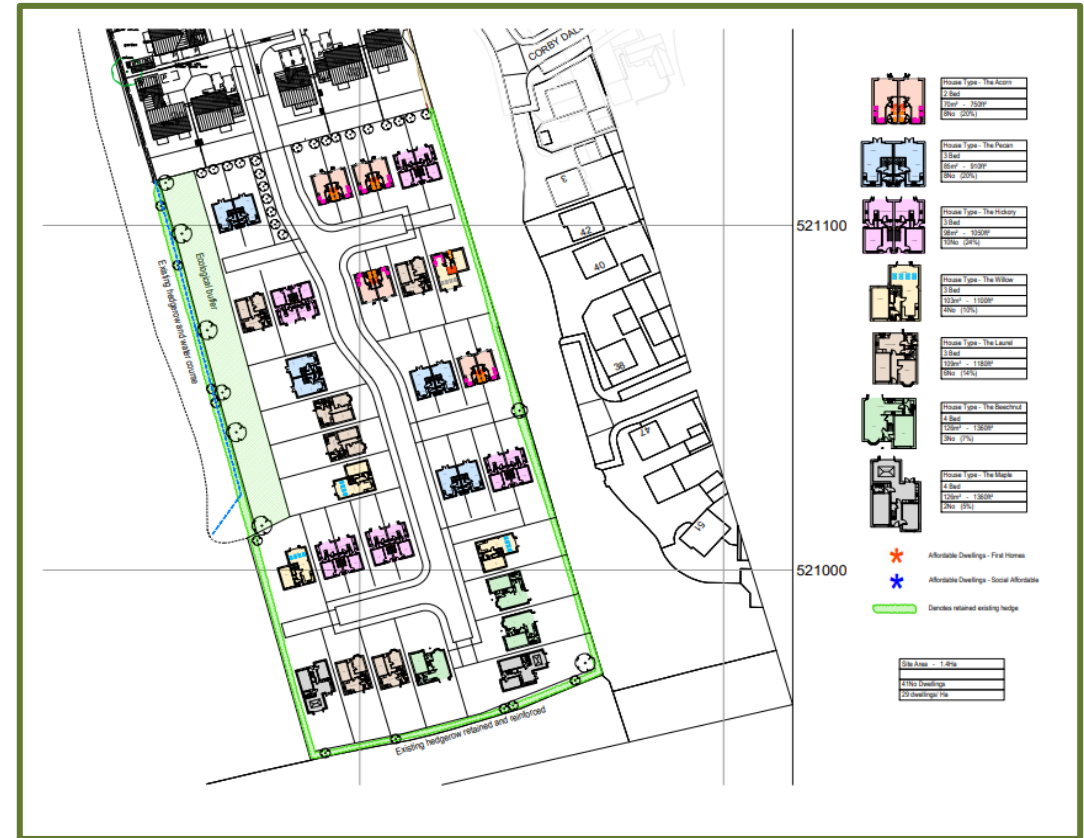 CORBY DAL
3
42
40
38
47
51
521100
521000
Ecological buffer
Existing hedgerow and water course
Existing hedgerow retained and reinforced
House Type - The Acorn
2 Bed
70m² - 750ft²
8No (20%)
House Type - The Pecan
3 Bed
86m² - 910ft²
8No (20%)
House Type - The Hickory
3 Bed
98m² - 1050ft²
10No (24%)
House Type - The Willow
3 Bed
103m² - 1100ft²
4No (10%)
House Type - The Laurel
3 Bed
109m² - 1180ft²
6No (14%)
House Type - The Beechnut
4 Bed
126m² - 1360ft²
3No (7%)
House Type - The Maple
4 Bed
126m² - 1360ft²
2No (5%)
Affordable Dwellings - First Homes
Affordable Dwellings - Social Affordable
Denotes retained existing hedge
Site Area - 1.4Ha
41No Dwellings
29 dwellings/ Ha